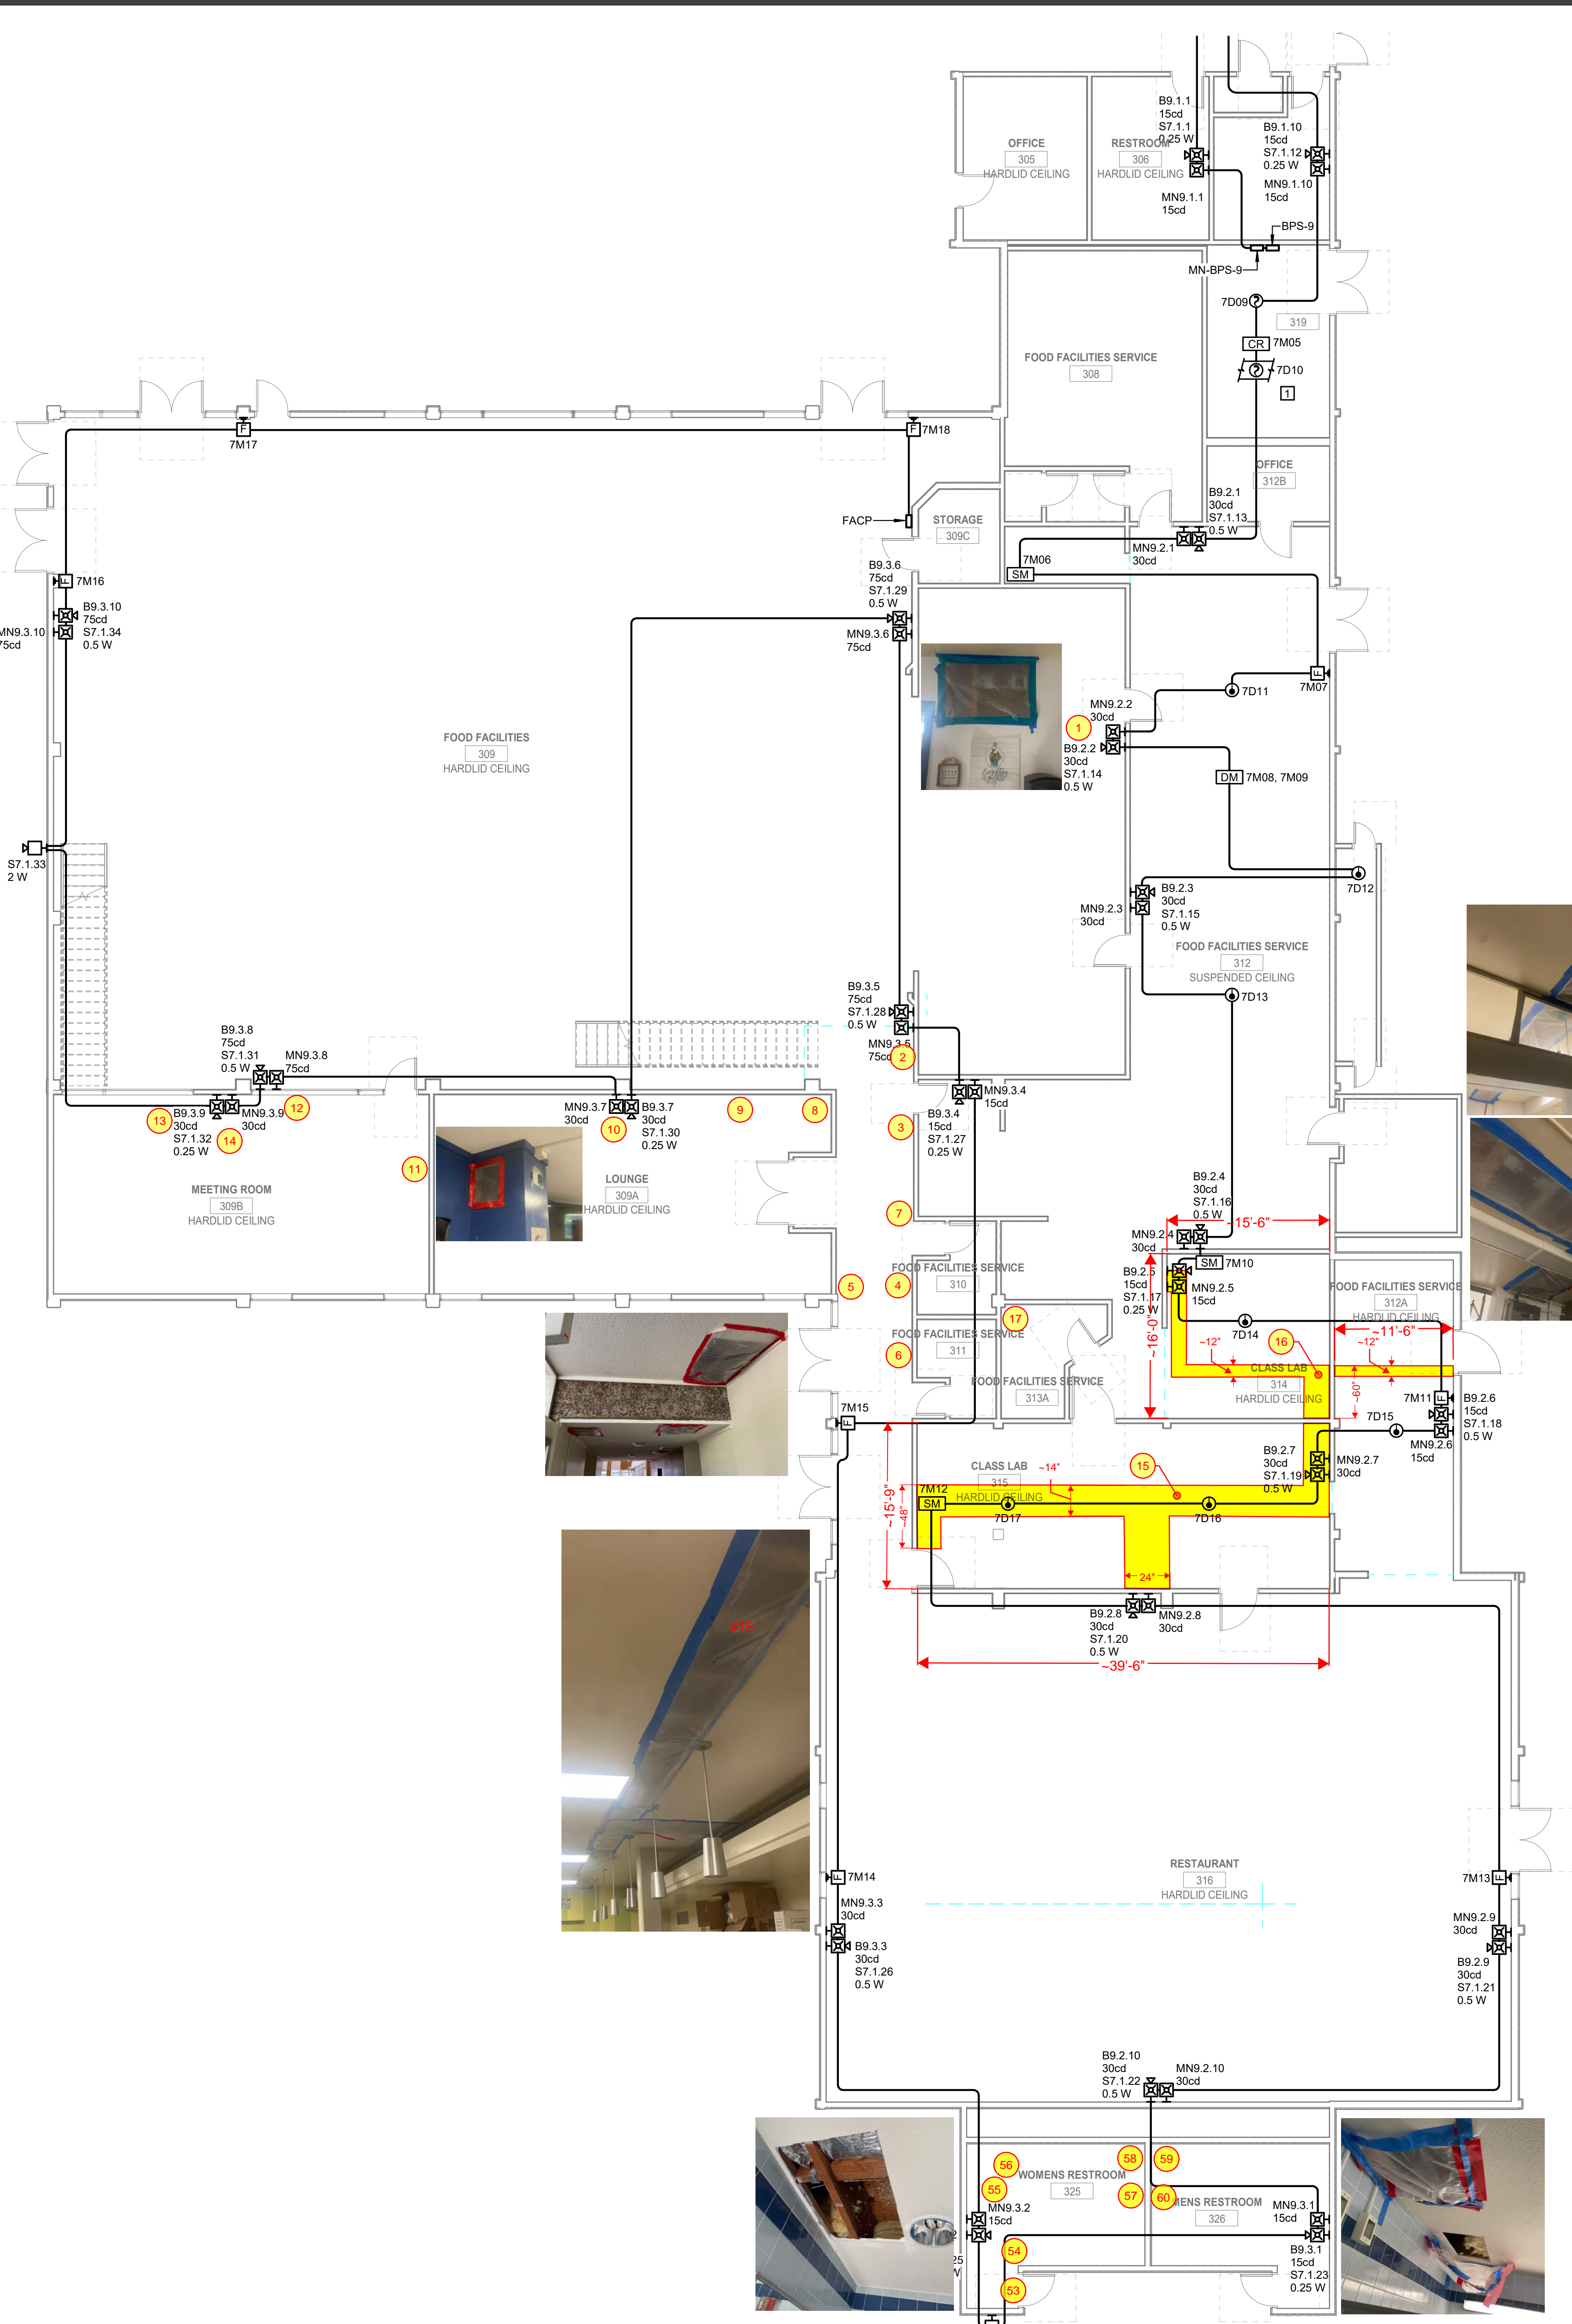 B9.1.1
15cd
S7.1.1
0.25 W
OFFICE
305
HARDLID CEILING
RESTROOM
306
HARDLID CEILING
MN9.1.1
15cd
B9.1.10
15cd
S7.1.12
0.25 W
MN9.1.10
15cd
BPS-9
MN-BPS-9
7D09
319
CR
7M05
7D10
1
FOOD FACILITIES SERVICE
308
F
7M17
F
7M18
OFFICE
312B
B9.2.1
30cd
S7.1.13
0.5 W
MN9.2.1
30cd
FACP
STORAGE
309C
7M06
SM
B9.3.6
75cd
S7.1.29
0.5 W
MN9.3.6
75cd
F
7M16
B9.3.10
75cd
S7.1.34
0.5 W
MN9.3.10
75cd
F
7M07
7D11
MN9.2.2
30cd
1
B9.2.2
30cd
S7.1.14
0.5 W
FOOD FACILITIES
309
HARDLID CEILING
DM
7M08, 7M09
S7.1.33
2 W
7D12
B9.2.3
30cd
S7.1.15
0.5 W
MN9.2.3
30cd
FOOD FACILITIES SERVICE
312
SUSPENDED CEILING
7D13
B9.3.5
75cd
S7.1.28
0.5 W
MN9.3.5
75cd
2
B9.3.8
75cd
S7.1.31
0.5 W
MN9.3.8
75cd
MN9.3.4
15cd
B9.3.4
15cd
S7.1.27
0.25 W
3
13
B9.3.9
30cd
S7.1.32
0.25 W
14
MN9.3.9
30cd
12
MN9.3.7
30cd
10
B9.3.7
30cd
S7.1.30
0.25 W
9
8
11
MEETING ROOM
309B
HARDLID CEILING
LOUNGE
309A
HARDLID CEILING
7
B9.2.4
30cd
S7.1.16
0.5 W
~15'-6"
MN9.2.4
30cd
SM
7M10
FOOD FACILITIES SERVICE
310
4
5
B9.2.5
15cd
S7.1.17
0.25 W
MN9.2.5
15cd
~16'-0"
FOOD FACILITIES SERVICE
312A
HARDLID CEILING
~11'-6"
~12"
17
FOOD FACILITIES SERVICE
311
6
7D14
16
~12"
CLASS LAB
314
HARDLID CEILING
~60"
FOOD FACILITIES SERVICE
313A
7M11
F
B9.2.6
15cd
S7.1.18
0.5 W
MN9.2.6
15cd
7M15
F
7D15
B9.2.7
30cd
S7.1.19
0.5 W
MN9.2.7
30cd
CLASS LAB
315
HARDLID CEILING
~14"
15
~15'-9"
~48"
7M12
SM
7D17
7D16
24"
B9.2.8
30cd
S7.1.20
0.5 W
MN9.2.8
30cd
~39'-6"
RESTAURANT
316
HARDLID CEILING
F
7M14
MN9.3.3
30cd
B9.3.3
30cd
S7.1.26
0.5 W
7M13
F
MN9.2.9
30cd
B9.2.9
30cd
S7.1.21
0.5 W
B9.2.10
30cd
S7.1.22
0.5 W
MN9.2.10
30cd
56
58
59
WOMENS RESTROOM
325
55
57
60
MENS RESTROOM
326
MN9.3.2
15cd
MN9.3.1
15cd
54
B9.3.1
15cd
S7.1.23
0.25 W
53